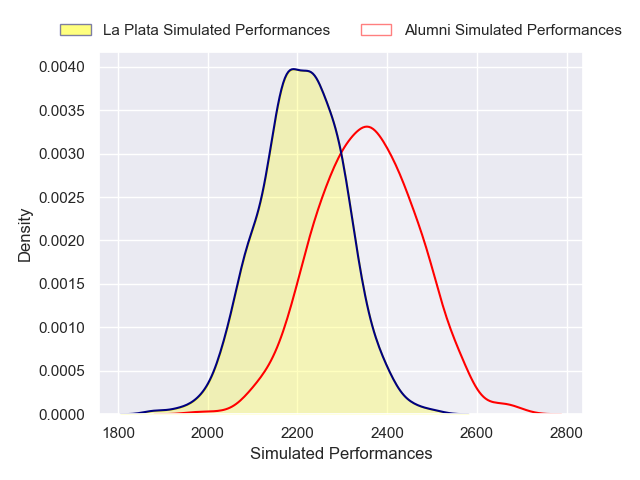 La Plata Simulated Performances Alumni Simulated Performances
0.0040
0.0035
0.0030
0.0025
0.0020
0.0015
0.0010
0.0005
0.0000
Density
1800 2000 2200 2400 2600 2800
Simulated Performances